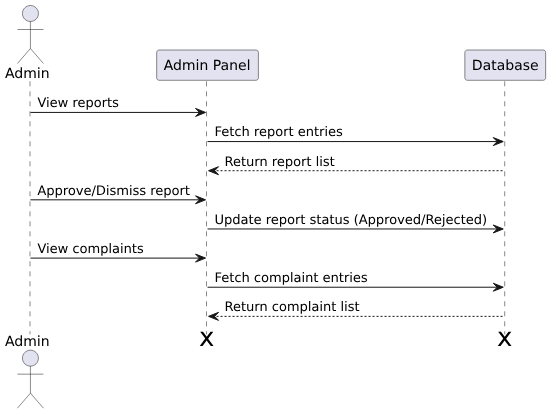 Admin
Admin Panel
Database
View reports
Fetch report entries
Return report list
Approve/Dismiss report
Update report status (Approved/Rejected)
View complaints
Fetch complaint entries
Return complaint list
Admin